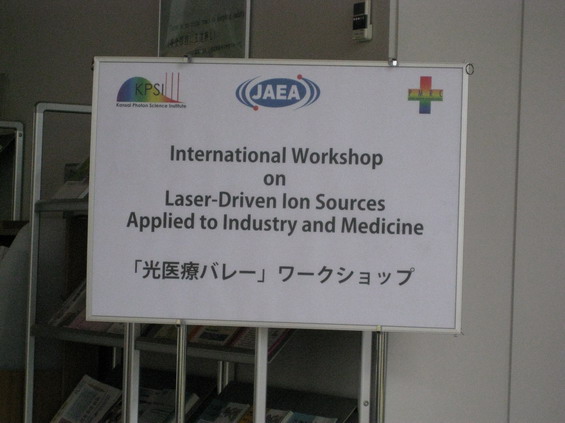 KPSI
Kansai Photon Science Institute
JAEA
International Workshop
on
Laser-Driven Ion Sources
Applied to Industry and Medicine
「光医療バレー」ワークショップ